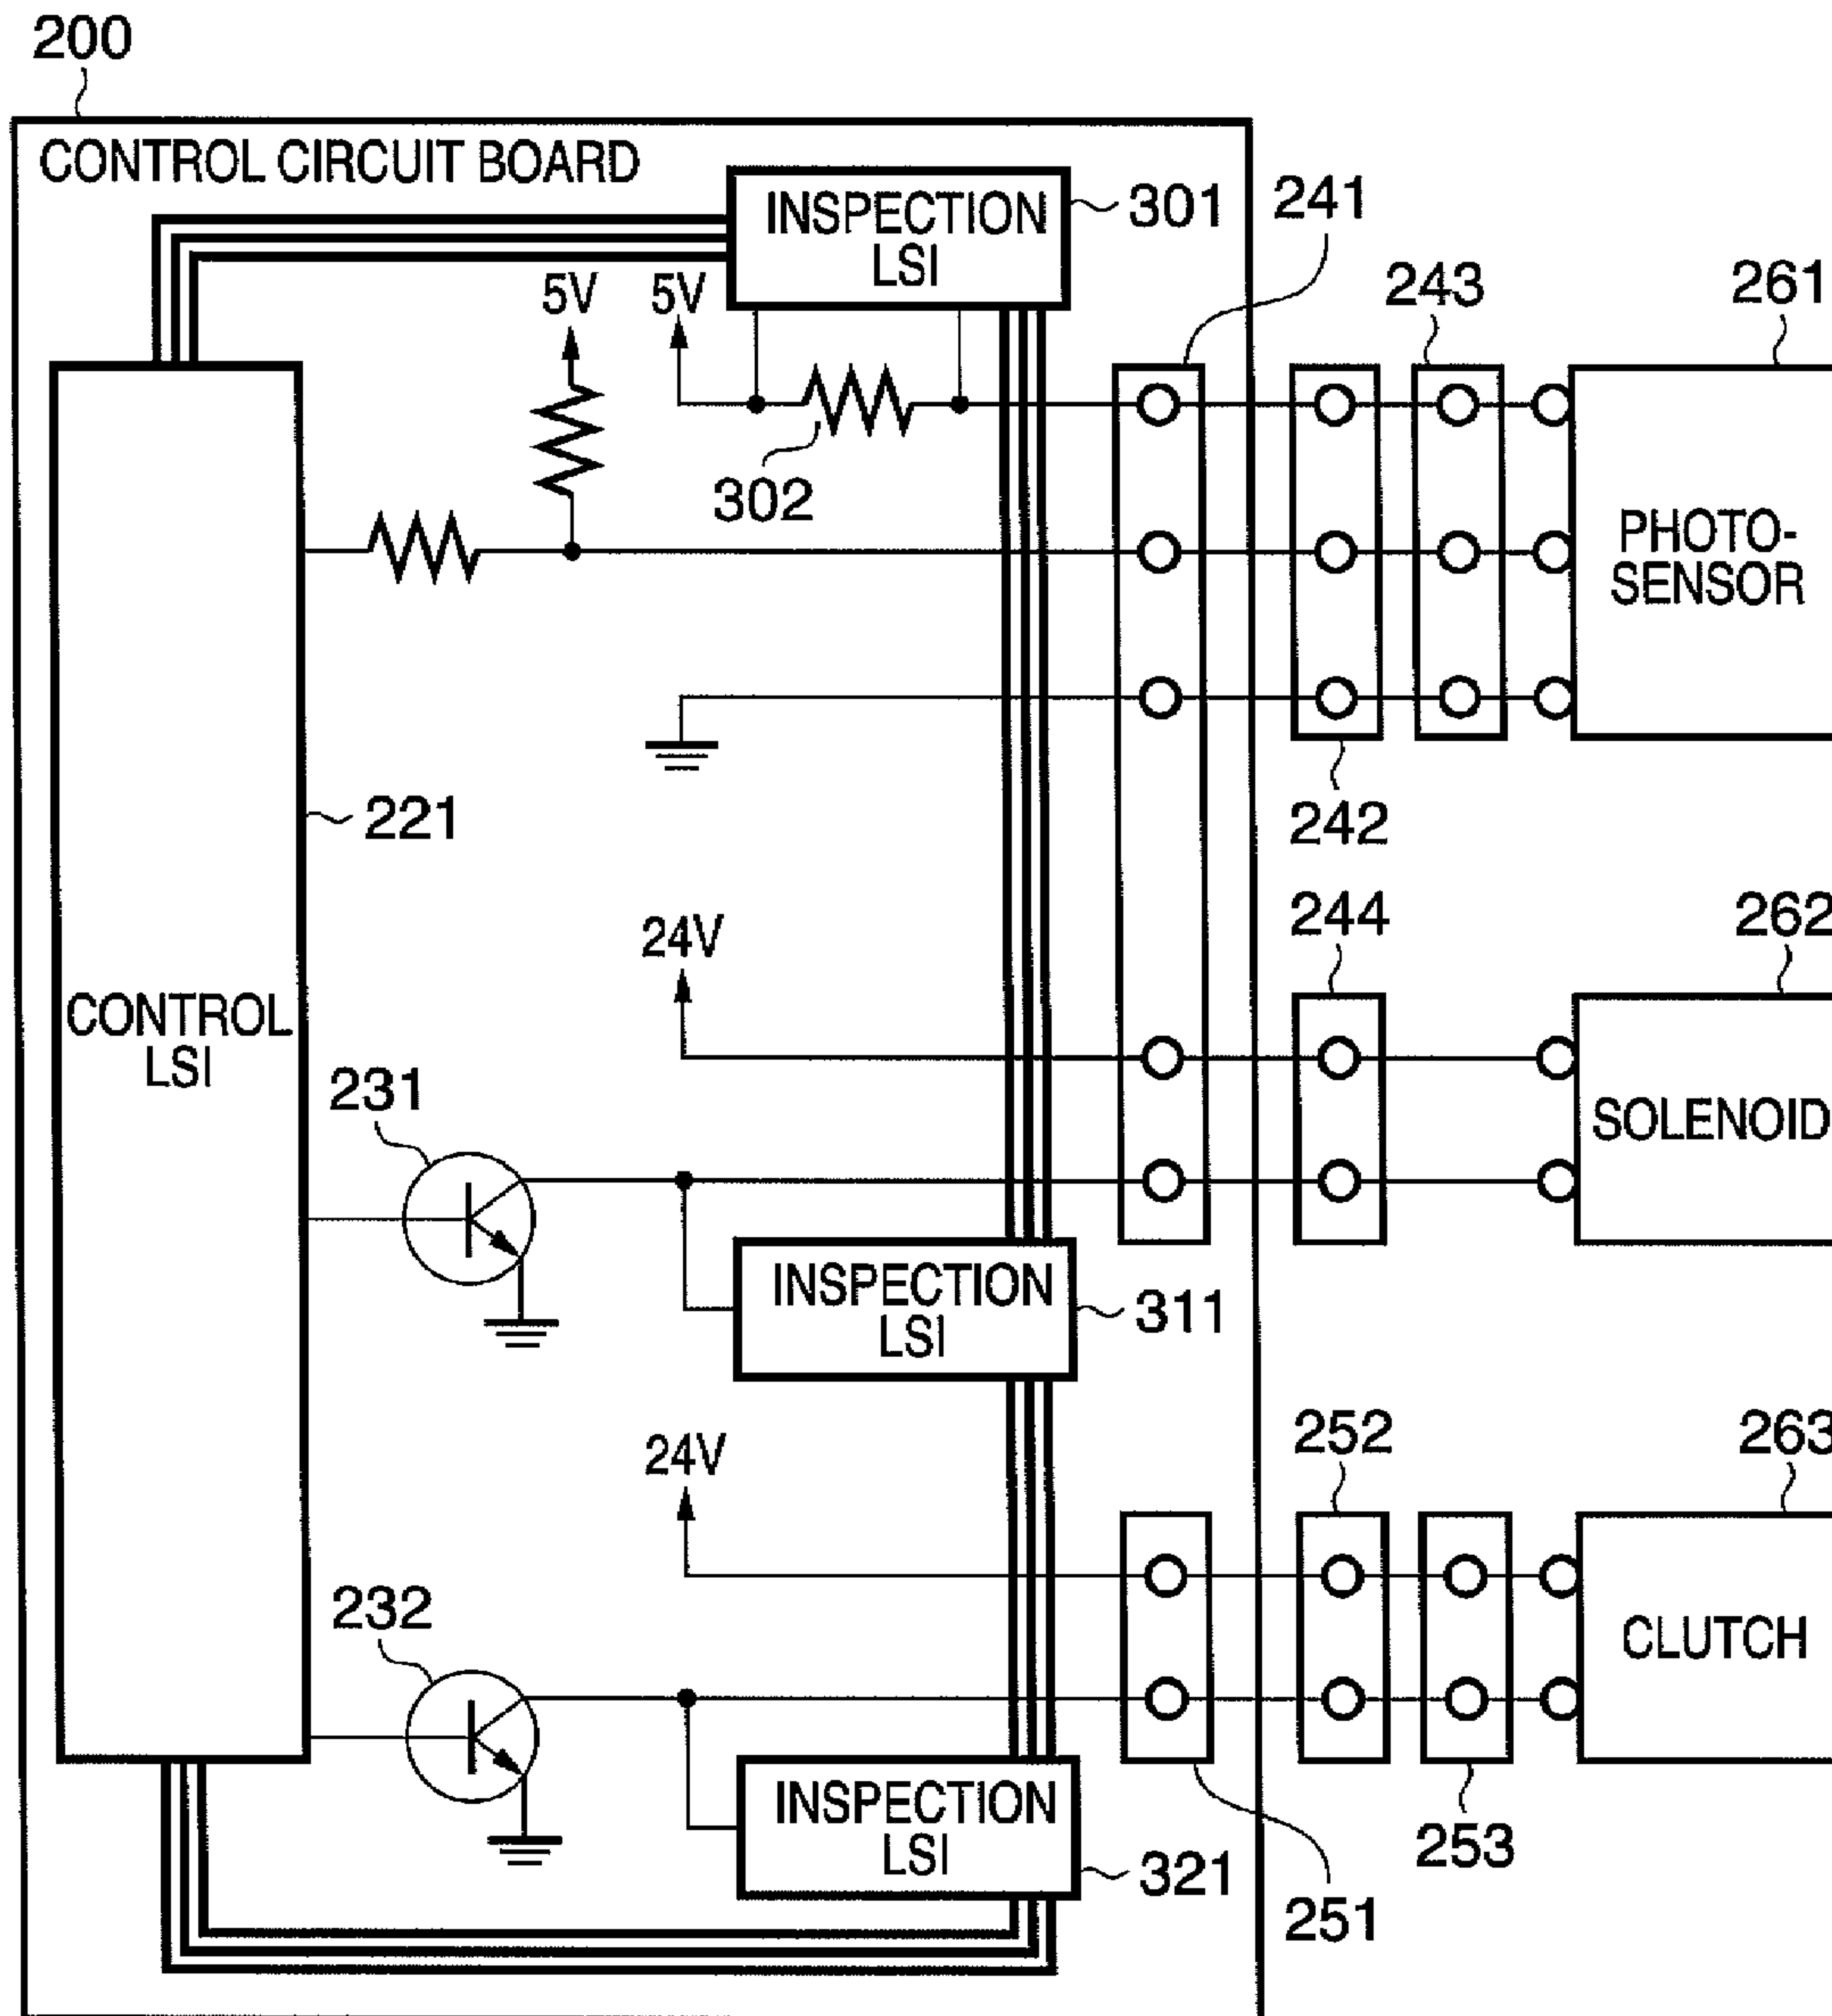 200
CONTROL CIRCUIT BOARD
INSPECTION
LSI
301
241
5V
5V
243
261
302
PHOTO-
SENSOR
221
242
24V
244
262
CONTROL
LSI
231
SOLENOID
INSPECTION
LSI
311
24V
252
263
232
CLUTCH
INSPECTION
LSI
321
253
251